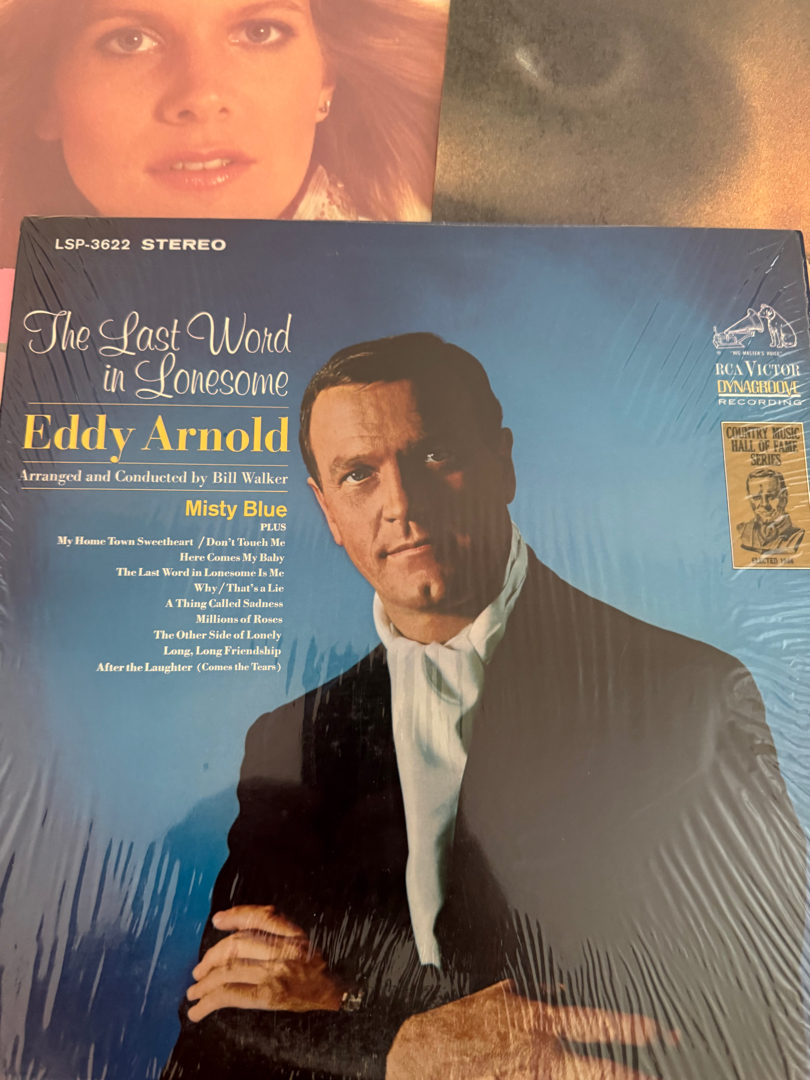 LSP-3622 STEREO
The Last Word
in Lonesome
Eddy Arnold
Arranged and Conducted by Bill Walker
Misty Blue
PLUS
My Home Town Sweetheart / Don't Touch Me
Here Comes My Baby
The Last Word in Lonesome Is Me
Why / That's a Lie
A Thing Called Sadness
Millions of Roses
The Other Side of Lonely
Long, Long Friendship
After the Laughter (Comes the Tears)
"HIS MASTER'S VOICE"
RCA VICTOR
DYNAGROOVE
RECORDING
COUNTRY MUSIC
HALL OF FAME
SERIES
ELECTED 1966